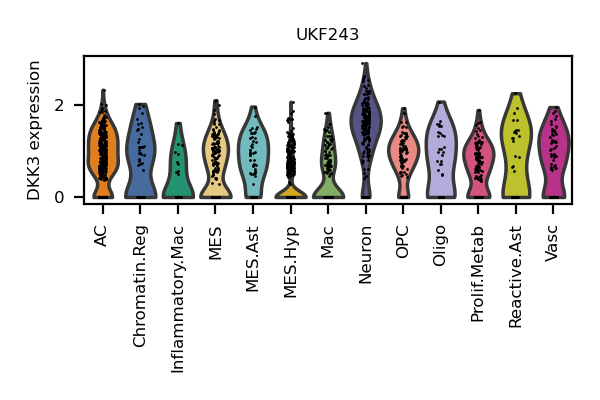 UKF243
DKK3 expression
2
0
AC
Chromatin.Reg
Inflammatory.Mac
MES
MES.Ast
MES.Hyp
Mac
Neuron
OPC
Oligo
Prolif.Metab
Reactive.Ast
Vasc